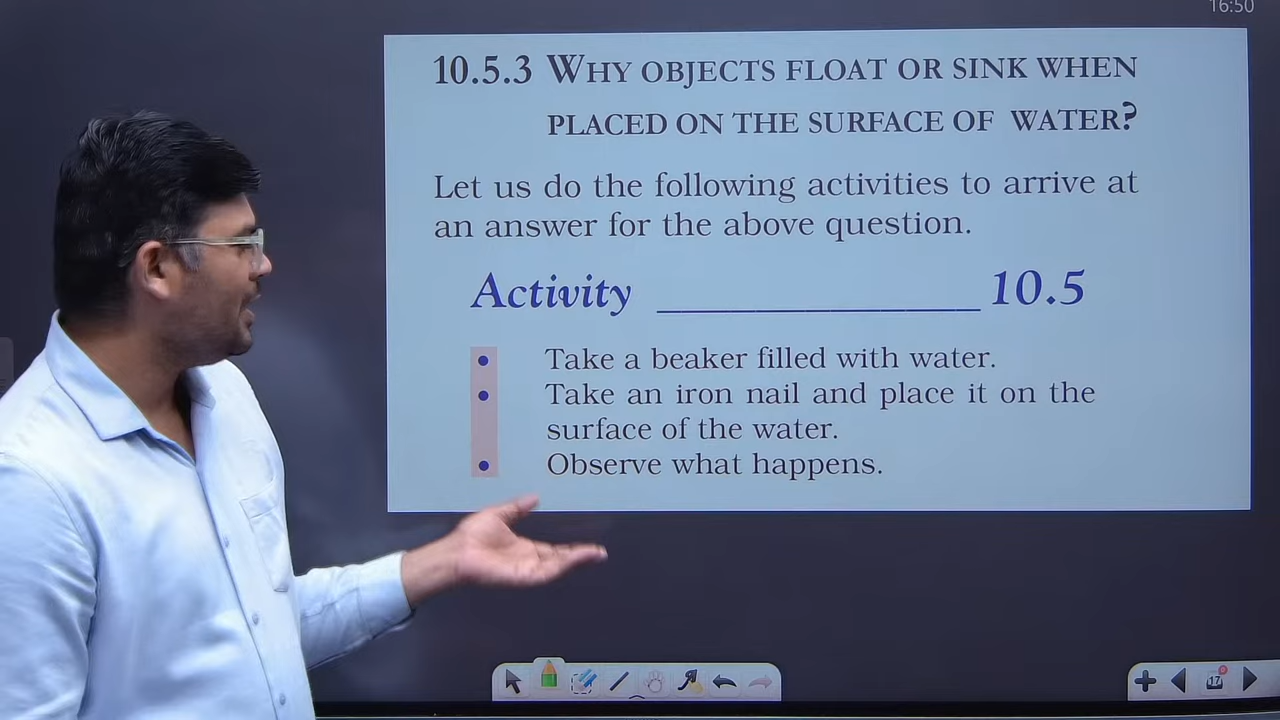 16:50
10.5.3 WHY OBJECTS FLOAT OR SINK WHEN
PLACED ON THE SURFACE OF WATER?
Let us do the following activities to arrive at
an answer for the above question.
Activity ______________ 10.5
• Take a beaker filled with water.
• Take an iron nail and place it on the
surface of the water.
• Observe what happens.
17